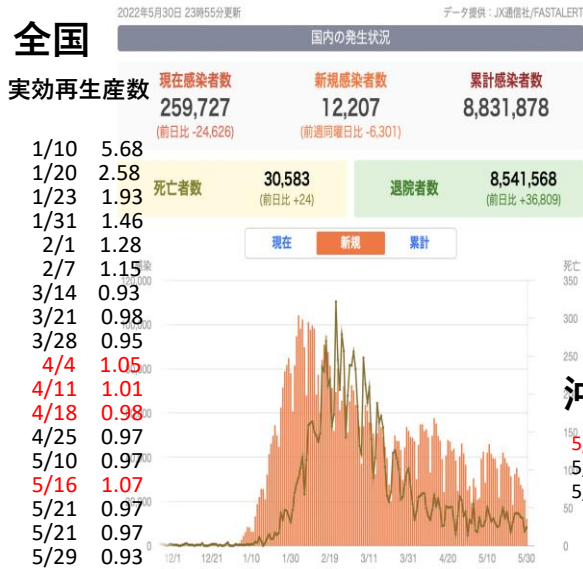 2022年5月30日 23時55分更新
データ提供：JX通信社/FASTALERT
全国
国内の発生状況
実効再生産数
現在感染者数
新規感染者数
累計感染者数
259,727
12,207
8,831,878
(前日比 -24,626)
(前週同曜日比 -6,301)
死亡者数
30,583
(前日比 +24)
退院者数
8,541,568
(前日比 +36,809)
現在
新規
累計
1/10 5.68
1/20 2.58
1/23 1.93
1/31 1.46
2/1 1.28
2/7 1.15
3/14 0.93
3/21 0.98
3/28 0.95
4/4 1.05
4/11 1.01
4/18 0.98
4/25 0.97
5/10 0.97
5/16 1.07
5/21 0.97
5/21 0.97
5/29 0.93
120,000
0
死亡
350
300
250
150
50
0
12/1 12/21 1/10 1/30 2/19 3/11 3/31 4/20 5/10 5/30